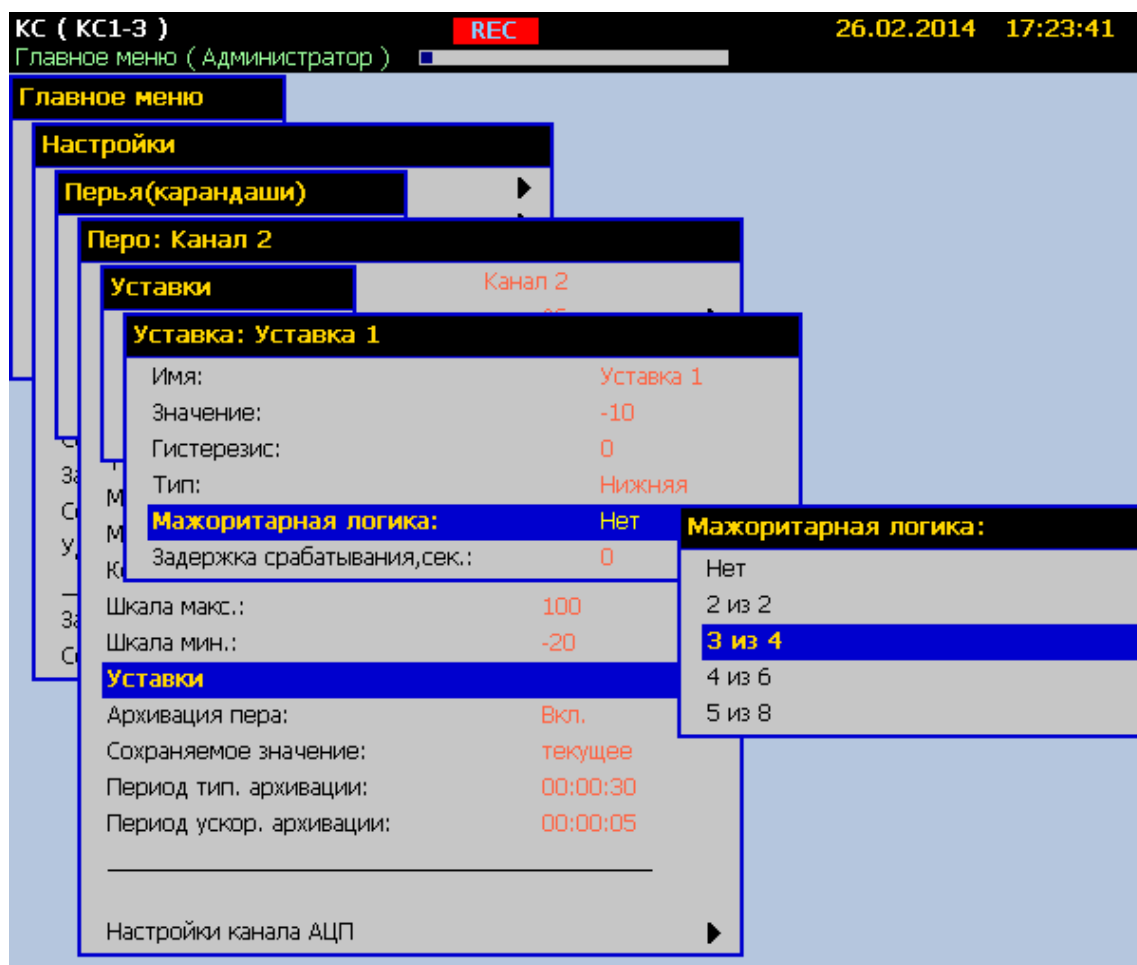 КС ( КС1-3 ) REC 26.02.2014 17:23:41
Главное меню ( Администратор )
Главное меню
Настройки
Перья(карандаши)
Перо: Канал 2
Уставки Канал 2
Уставка: Уставка 1
Имя: Уставка 1
Значение: -10
Гистерезис: 0
Тип: Нижняя
Мажоритарная логика: Нет
Задержка срабатывания,сек.: 0
Мажоритарная логика:
Нет
2 из 2
3 из 4
4 из 6
5 из 8
Шкала макс.: 100
Шкала мин.: -20
Уставки
Архивация пера: Вкл.
Сохраняемое значение: текущее
Период тип. архивации: 00:00:30
Период ускор. архивации: 00:00:05
Настройки канала АЦП